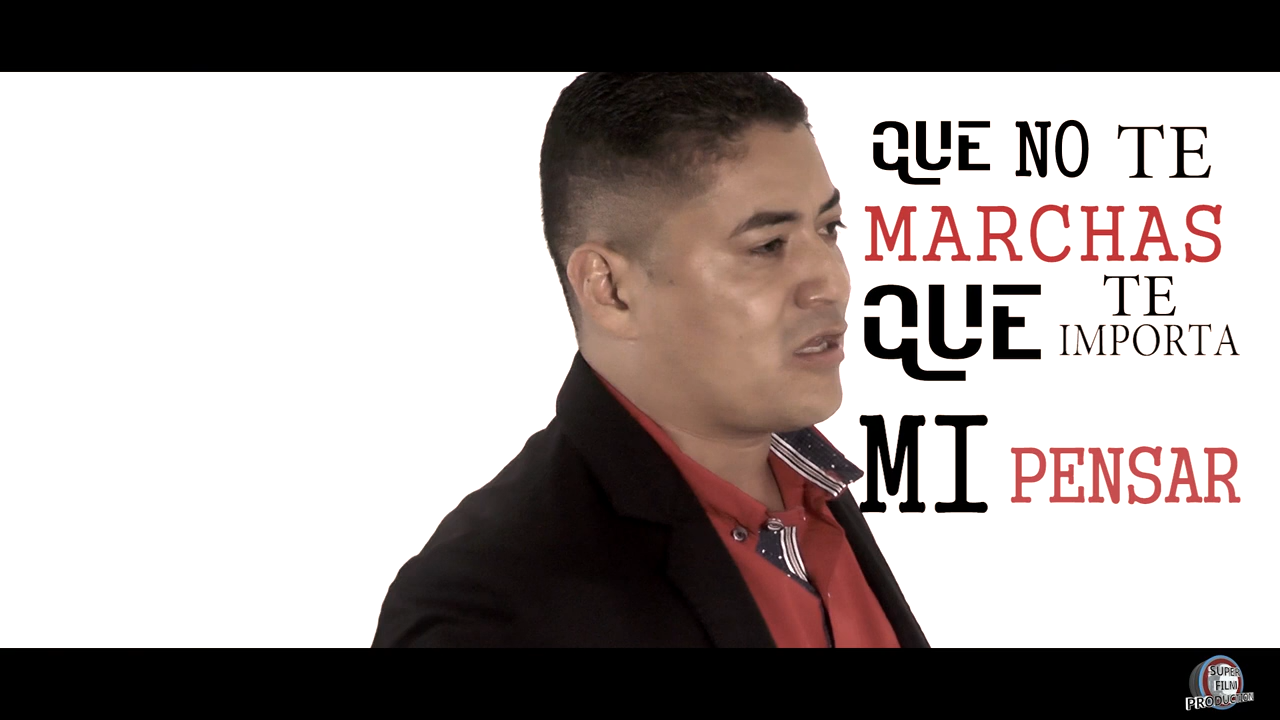 QUE NO TE
MARCHAS
QUE TE
IMPORTA
MI PENSAR
SUPER
FILM
PRODUCTION